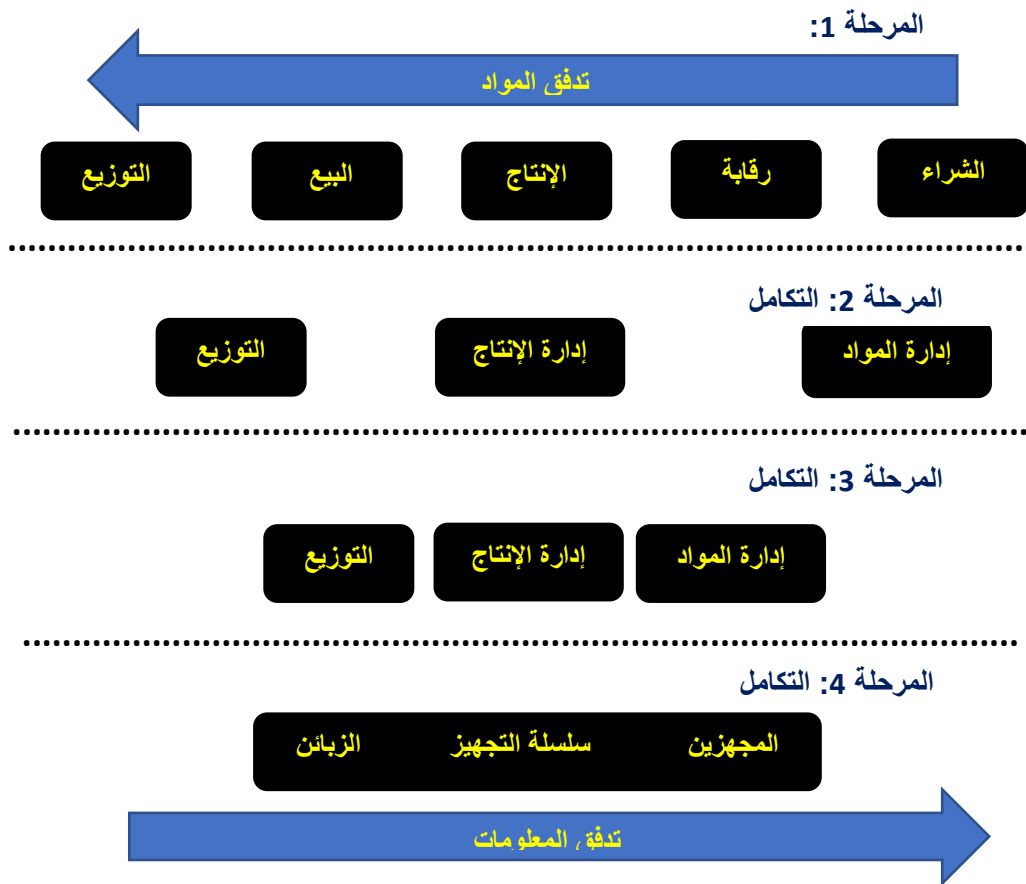 المرحلة 1:
تدفق المواد
الشراء
رقابة
الإنتاج
البيع
التوزيع
المرحلة 2: التكامل
إدارة المواد
إدارة الإنتاج
التوزيع
المرحلة 3: التكامل
إدارة المواد
إدارة الإنتاج
التوزيع
المرحلة 4: التكامل
المجهزين سلسلة التجهيز الزبائن
تدفق المعلومات